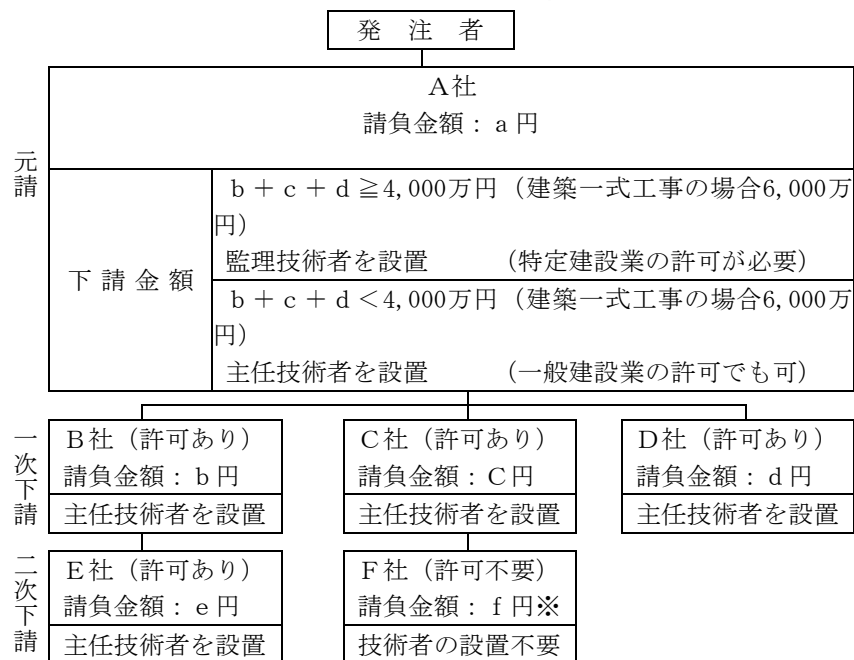 発 注 者
元請
A社
請負金額：a円
下請金額
b＋c＋d≧4,000万円（建築一式工事の場合6,000万
円）
監理技術者を設置　　（特定建設業の許可が必要）
b＋c＋d＜4,000万円（建築一式工事の場合6,000万
円）
主任技術者を設置　　（一般建設業の許可でも可）
一次下請
B社（許可あり）
請負金額：b円
主任技術者を設置
C社（許可あり）
請負金額：C円
主任技術者を設置
D社（許可あり）
請負金額：d円
主任技術者を設置
二次下請
E社（許可あり）
請負金額：e円
主任技術者を設置
F社（許可不要）
請負金額：f円※
技術者の設置不要